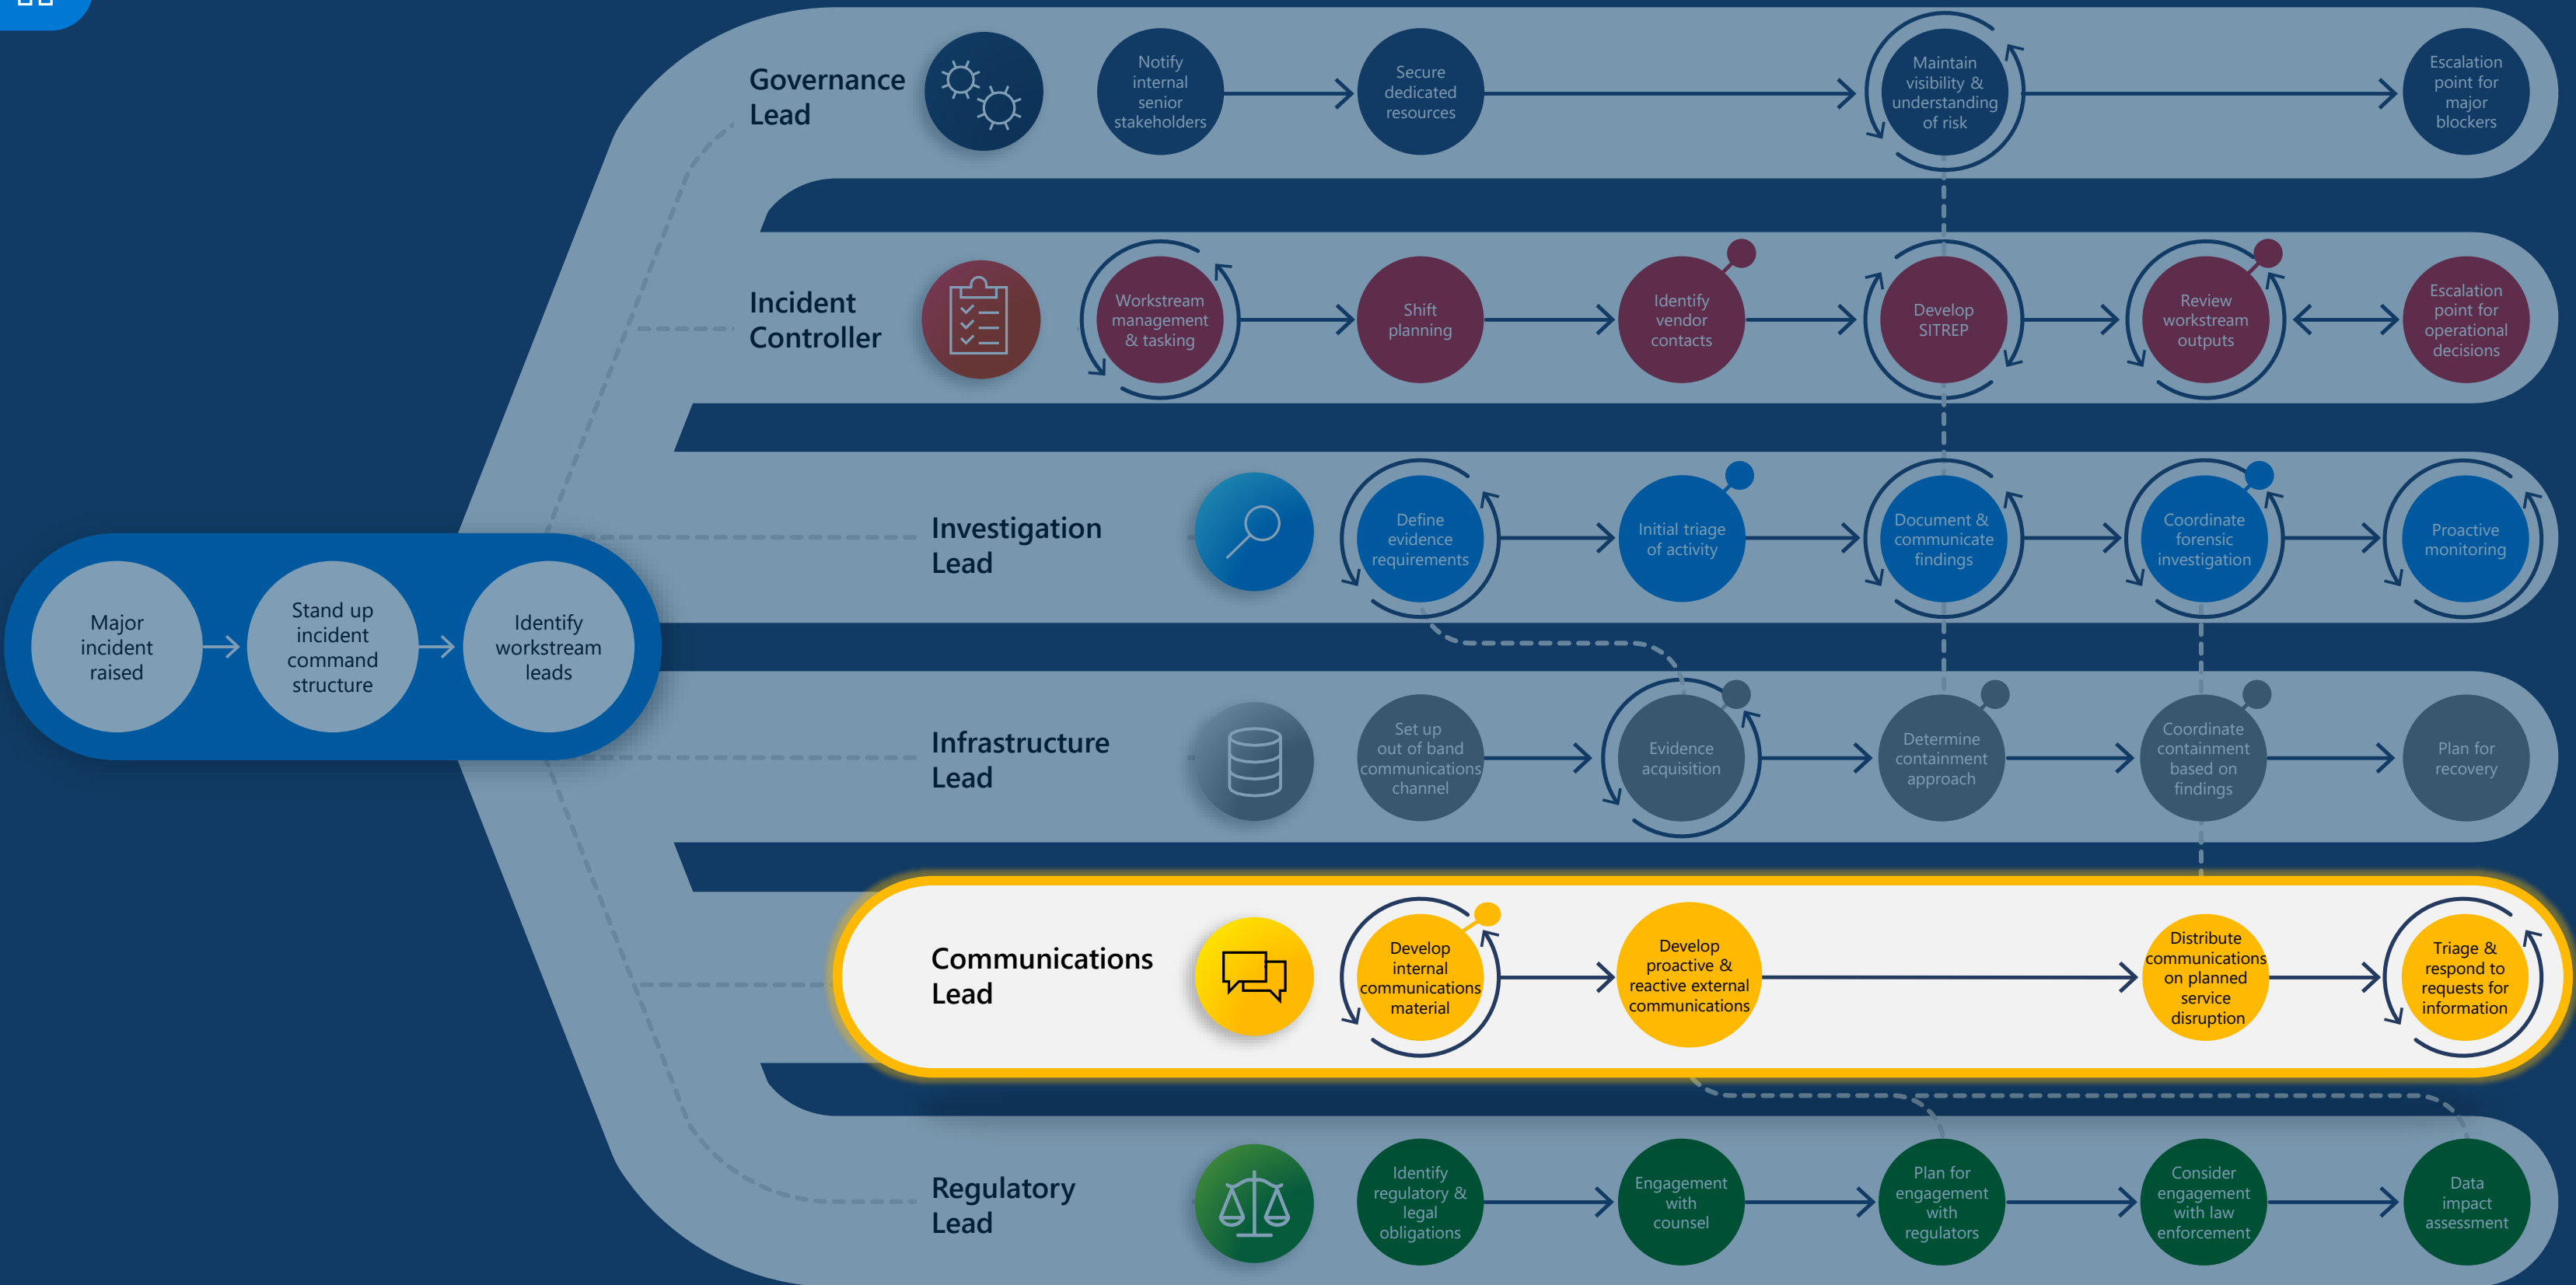 Governance
Lead
Notify
internal
senior
stakeholders
Secure
dedicated
resources
Maintain
visibility &
understanding
of risk
Escalation
point for
major
blockers
Incident
Controller
Workstream
management
& tasking
Shift
planning
Identify
vendor
contacts
Develop
SITREP
Review
workstream
outputs
Escalation
point for
operational
decisions
Investigation
Lead
Define
evidence
requirements
Initial triage
of activity
Document &
communicate
findings
Coordinate
forensic
investigation
Proactive
monitoring
Major
incident
raised
Stand up
incident
command
structure
Identify
workstream
leads
Infrastructure
Lead
Set up
out of band
communications
channel
Evidence
acquisition
Determine
containment
approach
Coordinate
containment
based on
findings
Plan for
recovery
Communications
Lead
Develop
internal
communications
material
Develop
proactive &
reactive external
communications
Distribute
communications
on planned
service
disruption
Triage &
respond to
requests for
information
Regulatory
Lead
Identify
regulatory &
legal
obligations
Engagement
with
counsel
Plan for
engagement
with
regulators
Consider
engagement
with law
enforcement
Data
impact
assessment